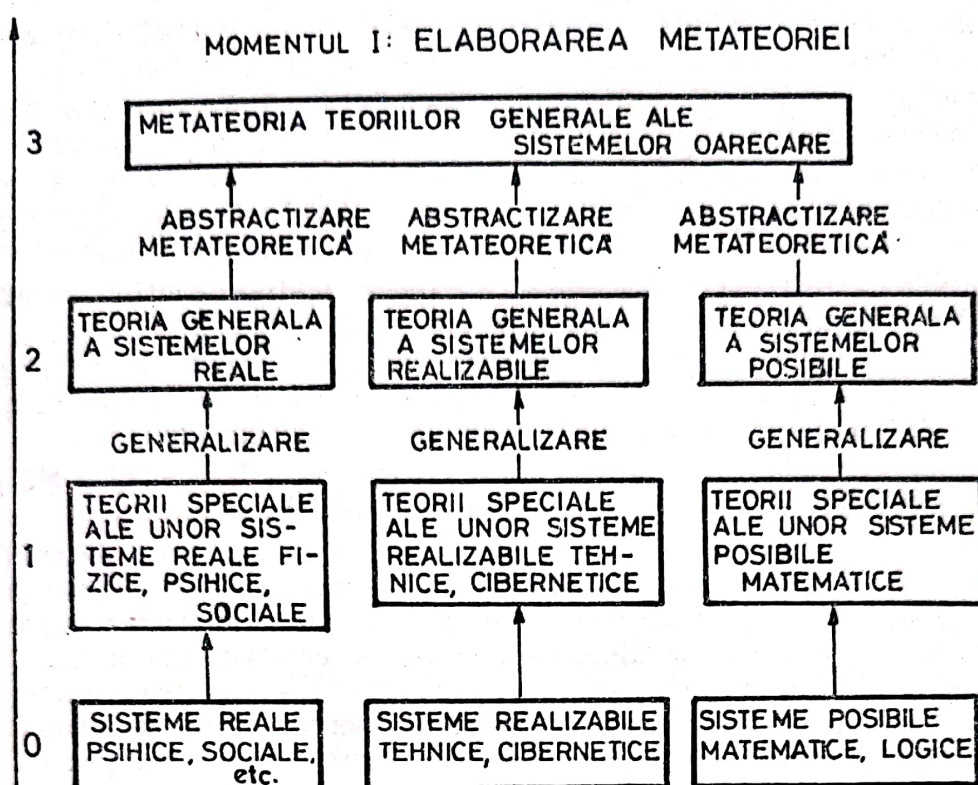 MOMENTUL I: ELABORAREA METATEORIEI
3
METATEORIA TEORIILOR GENERALE ALE
SISTEMELOR OARECARE
ABSTRACTIZARE
METATEORETICĂ
ABSTRACTIZARE
METATEORETICĂ
ABSTRACTIZARE
METATEORETICĂ
2
TEORIA GENERALA
A SISTEMELOR
REALE
TEORIA GENERALA
A SISTEMELOR
REALIZABILE
TEORIA GENERALA
A SISTEMELOR
POSIBILE
GENERALIZARE
GENERALIZARE
GENERALIZARE
1
TEORII SPECIALE
ALE UNOR SIS-
TEME REALE FI-
ZICE, PSIHICE,
SOCIALE
TEORII SPECIALE
ALE UNOR SISTEME
REALIZABILE TEH-
NICE, CIBERNETICE
TEORII SPECIALE
ALE UNOR SISTEME
POSIBILE
MATEMATICE
0
SISTEME REALE
PSIHICE, SOCIALE,
etc.
SISTEME REALIZABILE
TEHNICE, CIBERNETICE
SISTEME POSIBILE
MATEMATICE, LOGICE